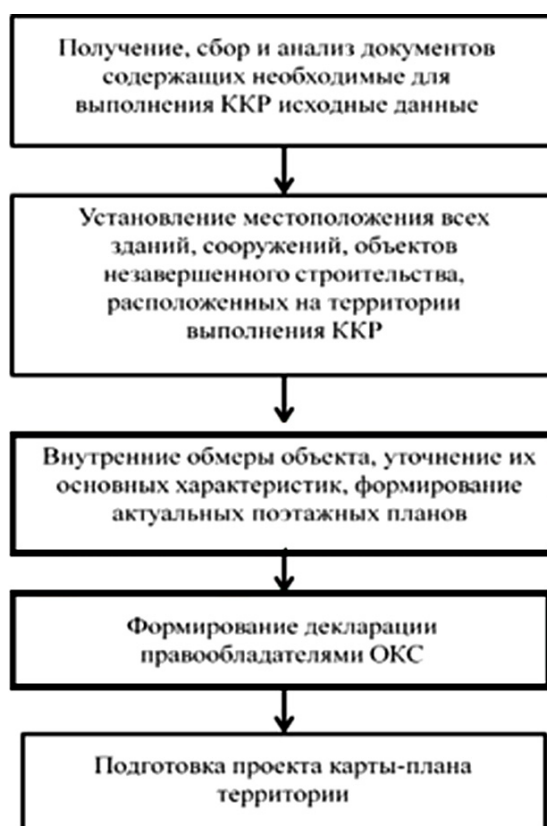 Получение, сбор и анализ документов
содержащих необходимые для
выполнения ККР исходные данные
Установление местоположения всех
зданий, сооружений, объектов
незавершенного строительства,
расположенных на территории
выполнения ККР
Внутренние обмеры объекта, уточнение их
основных характеристик, формирование
актуальных поэтажных планов
Формирование декларации
правообладателями ОКС
Подготовка проекта карты-плана
территории